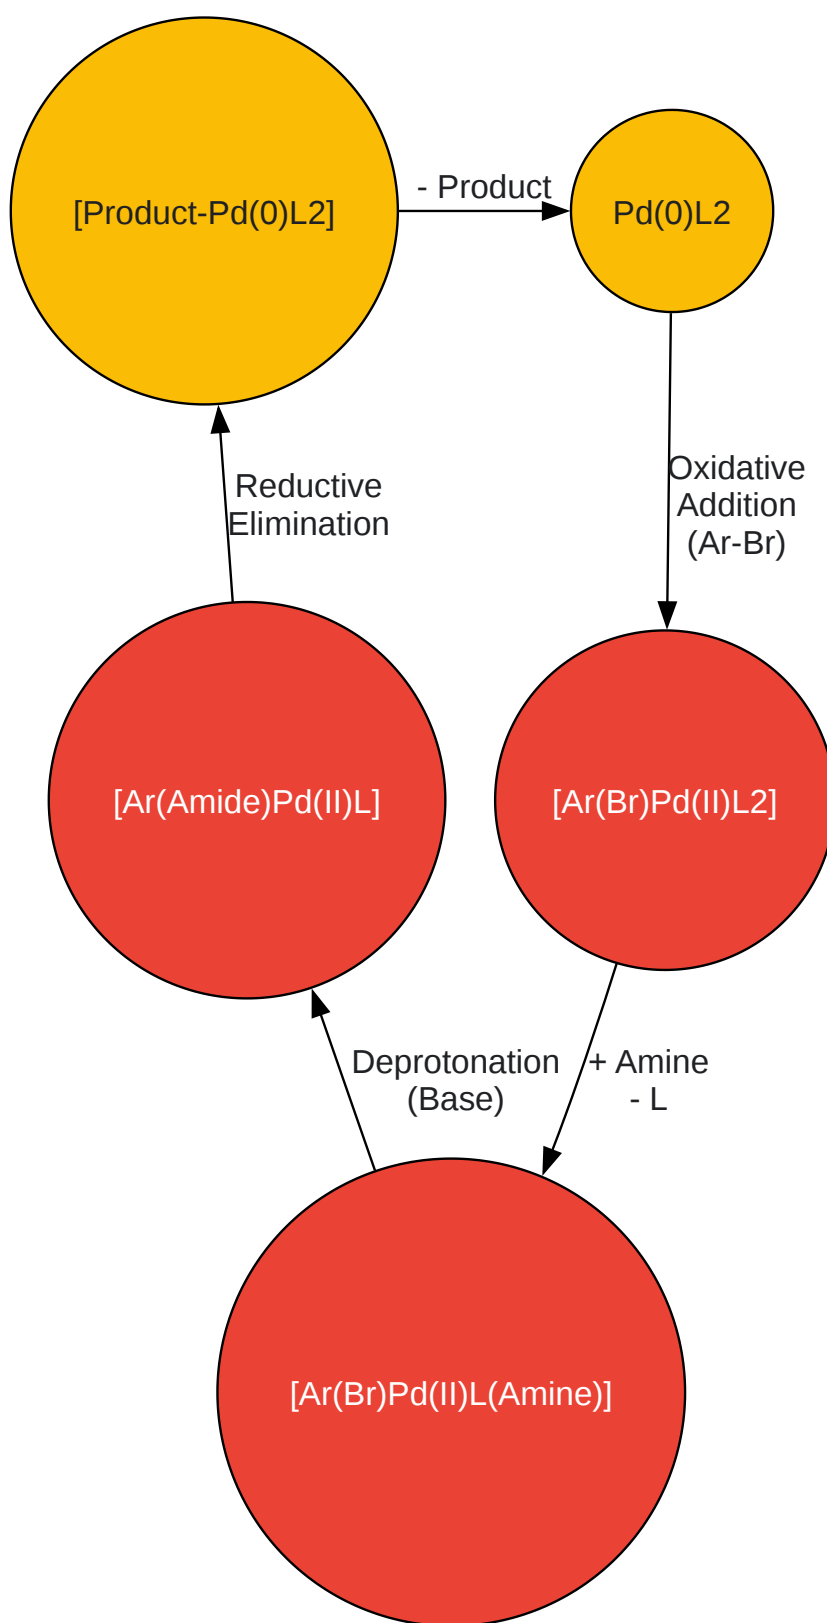 [Product-Pd(0)L2]
- Product
Pd(0)L2
Oxidative
Addition
(Ar-Br)
Reductive
Elimination
[Ar(Amide)Pd(II)L]
[Ar(Br)Pd(II)L2]
Deprotonation
(Base)
+ Amine
- L
[Ar(Br)Pd(II)L(Amine)]